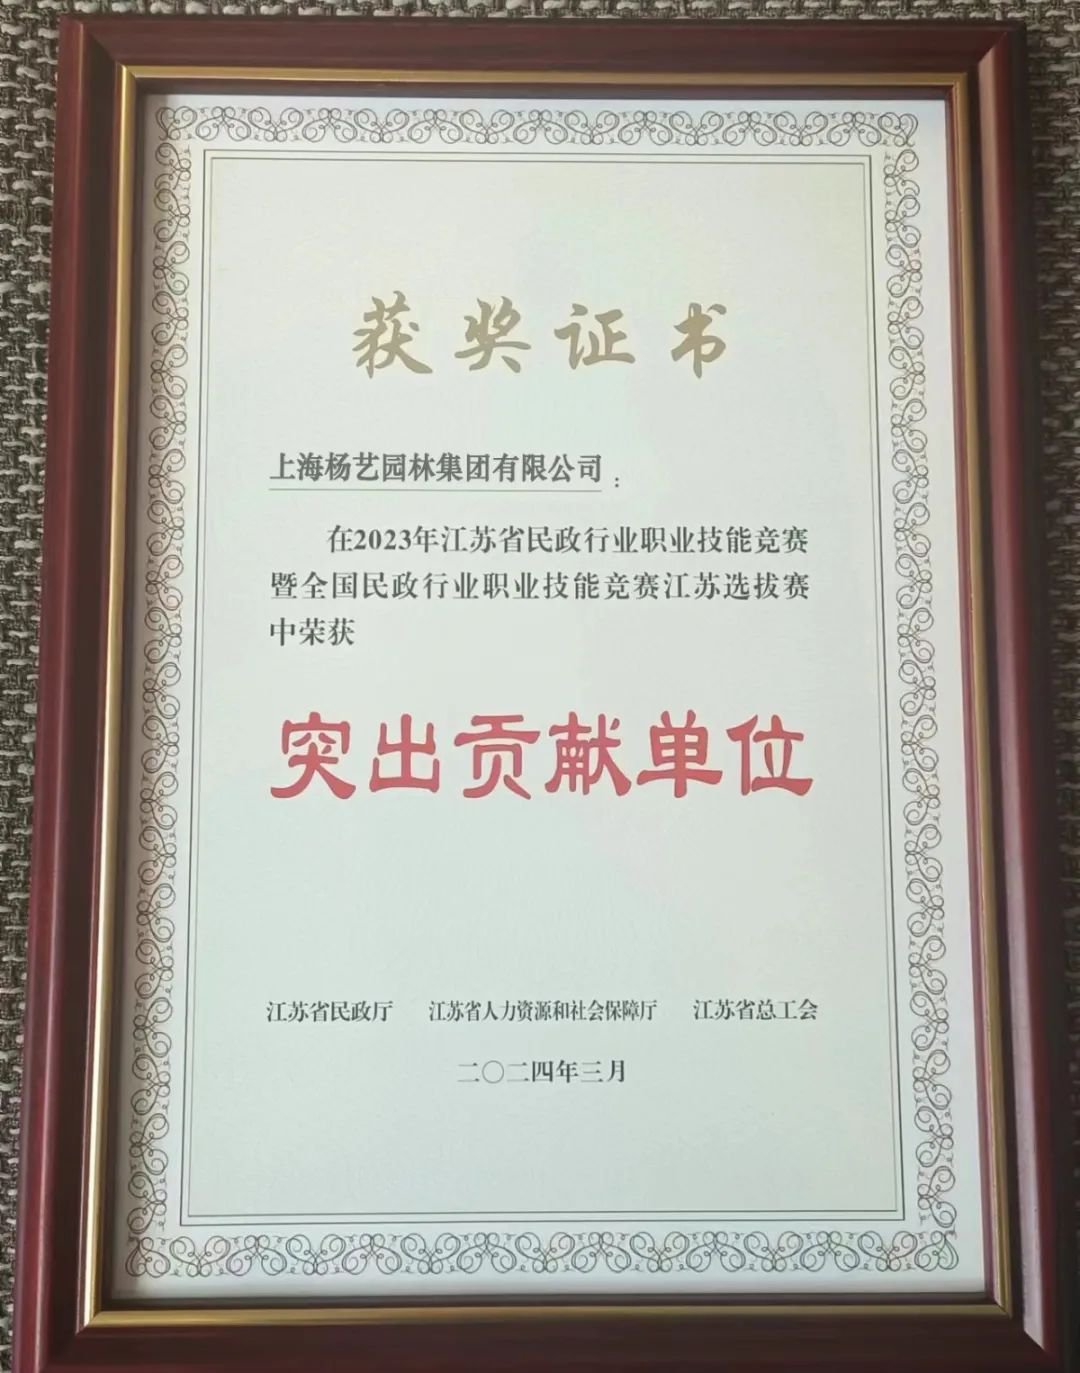 获奖证书
上海杨艺园林集团有限公司：
在2023年江苏省民政行业职业技能竞赛
暨全国民政行业职业技能竞赛江苏选拔赛
中荣获
突出贡献单位
江苏省民政厅 江苏省人力资源和社会保障厅 江苏省总工会
二〇二四年三月